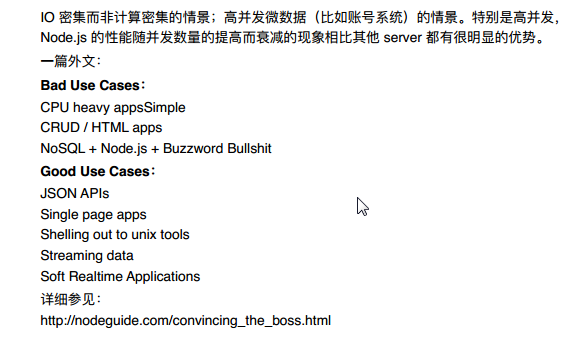 IO 密集而非计算密集的情景；高并发微数据（比如账号系统）的情景。特别是高并发，
Node.js 的性能随并发数量的提高而衰减的现象相比其他 server 都有很明显的优势。
一篇外文：
Bad Use Cases：
CPU heavy appsSimple
CRUD / HTML apps
NoSQL + Node.js + Buzzword Bullshit
Good Use Cases：
JSON APIs
Single page apps
Shelling out to unix tools
Streaming data
Soft Realtime Applications
详细参见：
http://nodeguide.com/convincing_the_boss.html